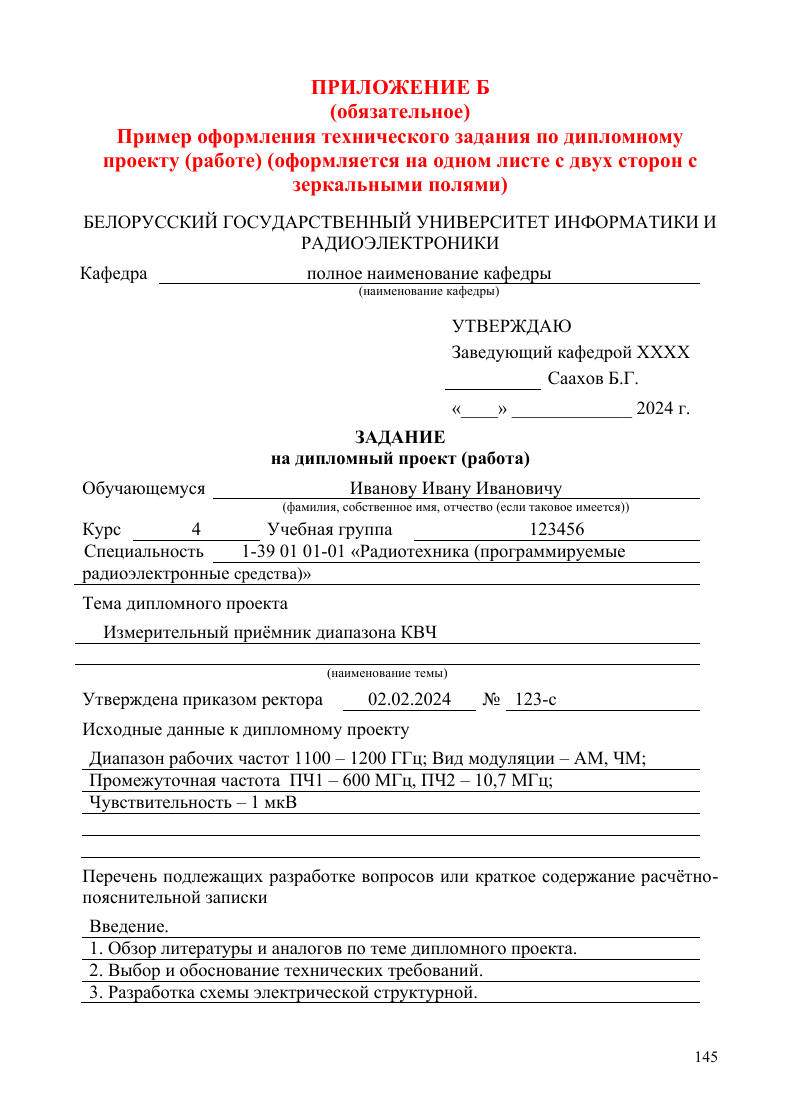 ПРИЛОЖЕНИЕ Б
(обязательное)
Пример оформления технического задания по дипломному
проекту (работе) (оформляется на одном листе с двух сторон с
зеркальными полями)
БЕЛОРУССКИЙ ГОСУДАРСТВЕННЫЙ УНИВЕРСИТЕТ ИНФОРМАТИКИ И
РАДИОЭЛЕКТРОНИКИ
Кафедра полное наименование кафедры
(наименование кафедры)
УТВЕРЖДАЮ
Заведующий кафедрой XXXX
__________ Саахов Б.Г.
«____» _____________ 2024 г.
ЗАДАНИЕ
на дипломный проект (работа)
Обучающемуся Иванову Ивану Ивановичу
(фамилия, собственное имя, отчество (если таковое имеется))
Курс 4 Учебная группа 123456
Специальность 1-39 01 01-01 «Радиотехника (программируемые
радиоэлектронные средства)»
Тема дипломного проекта
Измерительный приёмник диапазона КВЧ
(наименование темы)
Утверждена приказом ректора 02.02.2024 № 123-с
Исходные данные к дипломному проекту
Диапазон рабочих частот 1100 – 1200 ГГц; Вид модуляции – АМ, ЧМ;
Промежуточная частота ПЧ1 – 600 МГц, ПЧ2 – 10,7 МГц;
Чувствительность – 1 мкВ
Перечень подлежащих разработке вопросов или краткое содержание расчётно-
пояснительной записки
Введение.
1. Обзор литературы и аналогов по теме дипломного проекта.
2. Выбор и обоснование технических требований.
3. Разработка схемы электрической структурной.
145